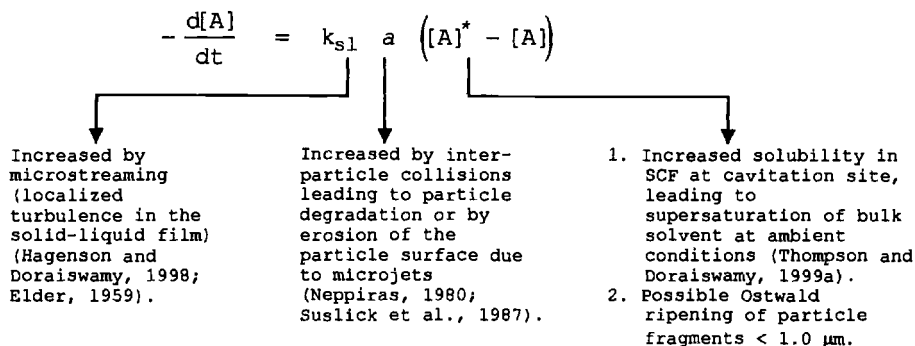 - d[A]/dt = k_sl a ([A]* - [A])
Increased by
microstreaming
(localized
turbulence in the
solid-liquid film)
(Hagenson and
Doraiswamy, 1998;
Elder, 1959).
Increased by inter-
particle collisions
leading to particle
degradation or by
erosion of the
particle surface due
to microjets
(Neppiras, 1980;
Suslick et al., 1987).
1. Increased solubility in
SCF at cavitation site,
leading to
supersaturation of bulk
solvent at ambient
conditions (Thompson and
Doraiswamy, 1999a).
2. Possible Ostwald
ripening of particle
fragments < 1.0 μm.